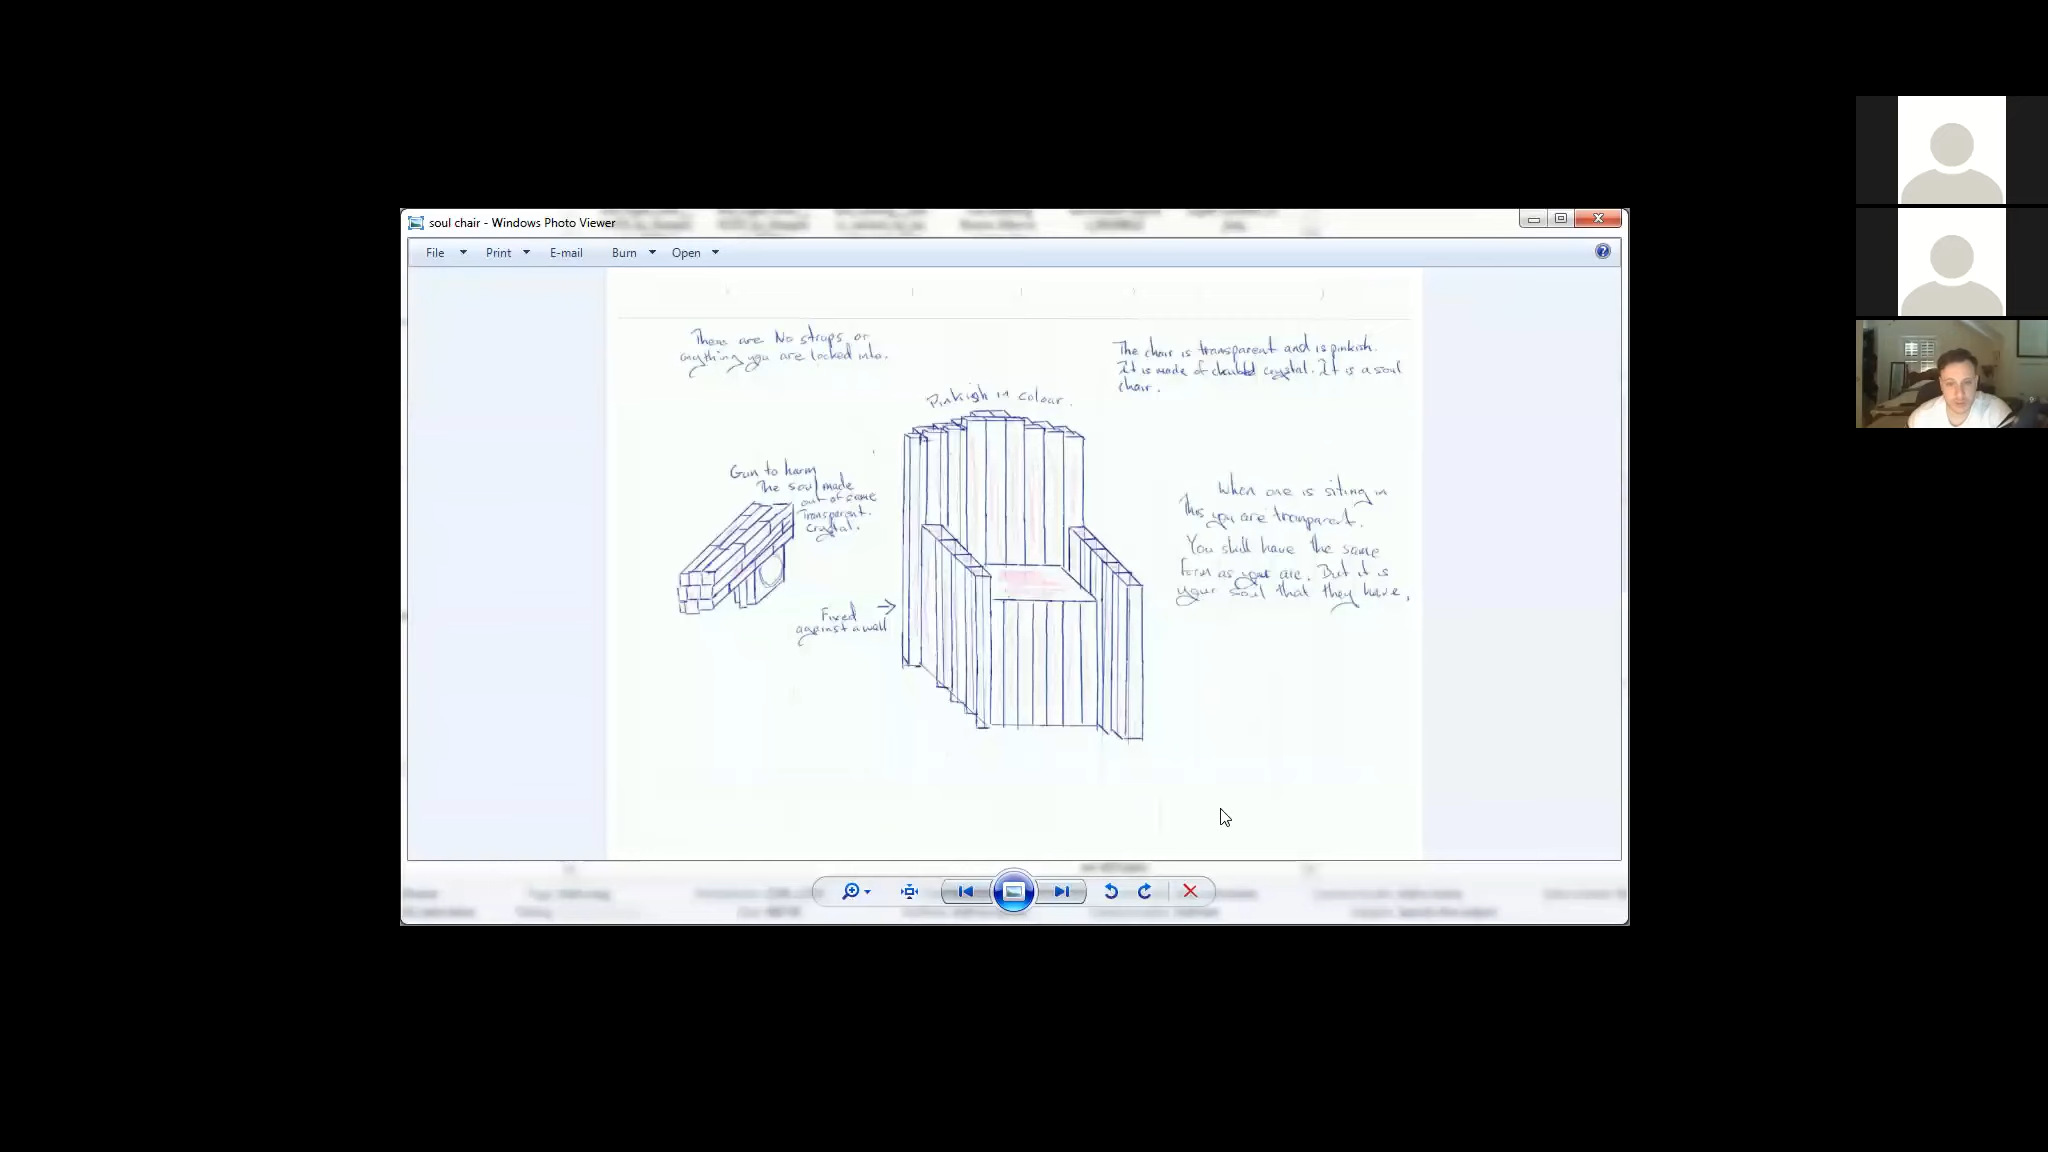 soul chair - Windows Photo Viewer
File Print E-mail Burn Open
There are No straps or
anything you are locked into.
The chair is transparent and is pinkish.
It is made of crystal. It is a soul
chair.
Pinkish in colour.
Gun to harm
The soul made
out of same
Transparent.
crystal.
When one is siting in
This you are tranparent.
You still have the same
form as you are. But it is
your soul that they have,
Fixed
against a wall